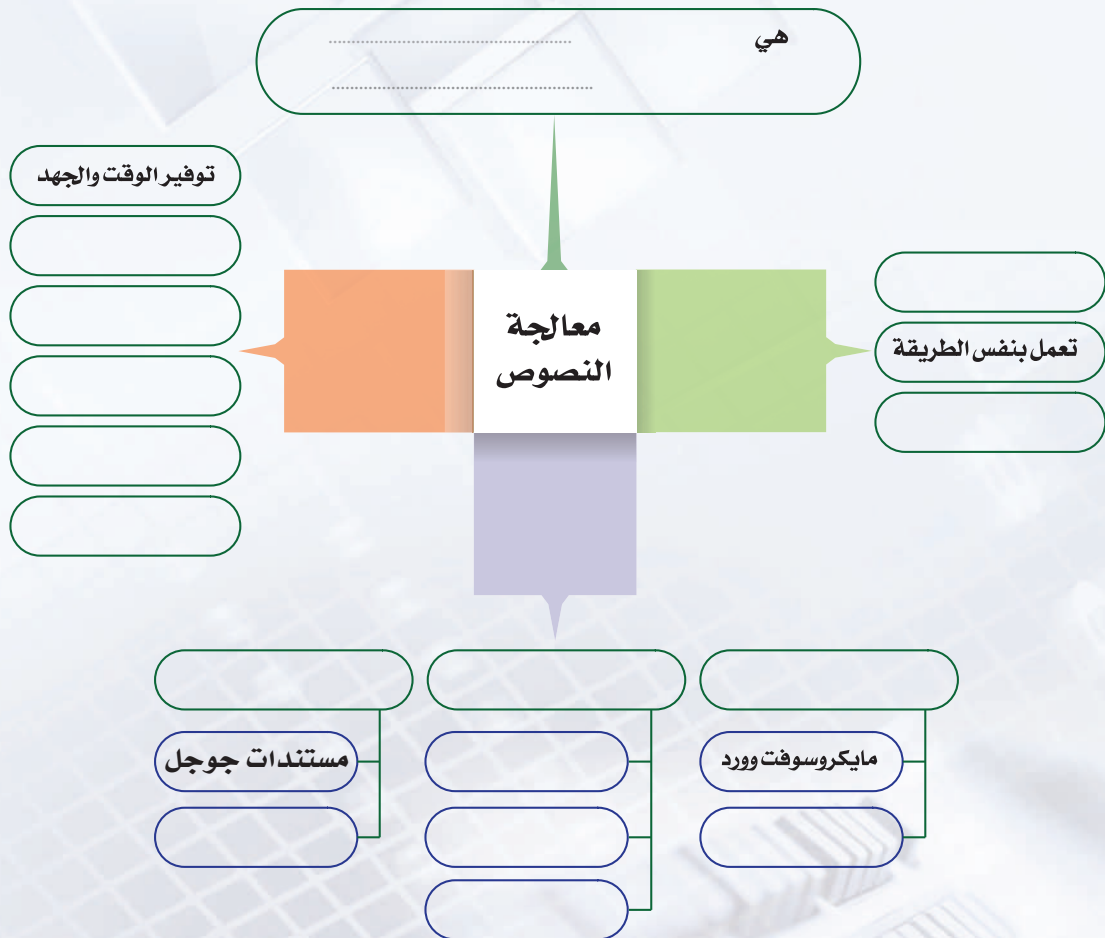 هي
توفير الوقت والجهد
معالجة
النصوص
تعمل بنفس الطريقة
مايكروسوفت وورد
مستندات جوجل